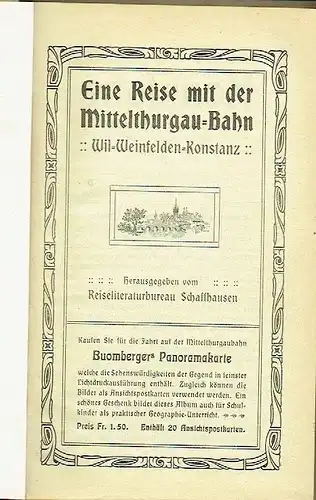 Eine Reise mit der
Mittelthurgau-Bahn
:: Wil-Weinfelden-Konstanz ::
:: :: :: Herausgegeben vom :: :: ::
Reiseliteraturbureau Schaffhausen
Kaufen Sie für die Fahrt auf der Mittelthurgaubahn
Buombergers Panoramakarte
welche die Sehenswürdigkeiten der Gegend in feinster
Lichtdruckausführung enthält. Zugleich können die
Bilder als Ansichtspostkarten verwendet werden. Ein
schönes Geschenk bildet dieses Album auch für Schul-
kinder als praktischer Geographie-Unterricht.
Preis Fr. 1.50. Enthält 20 Ansichtspostkarten.